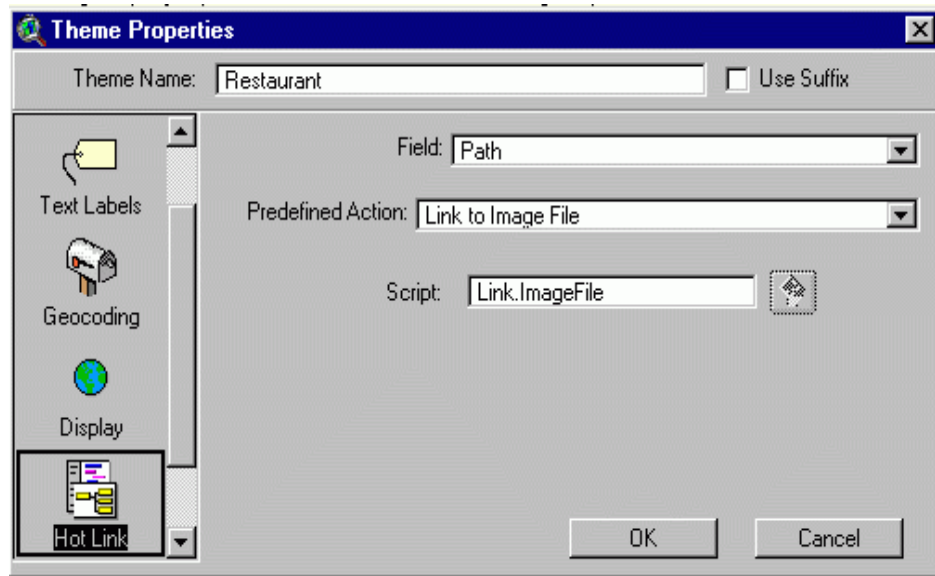 Theme Properties
Theme Name: Restaurant Use Suffix
Text Labels
Geocoding
Display
Hot Link
Field: Path
Predefined Action: Link to Image File
Script: Link.ImageFile
OK Cancel